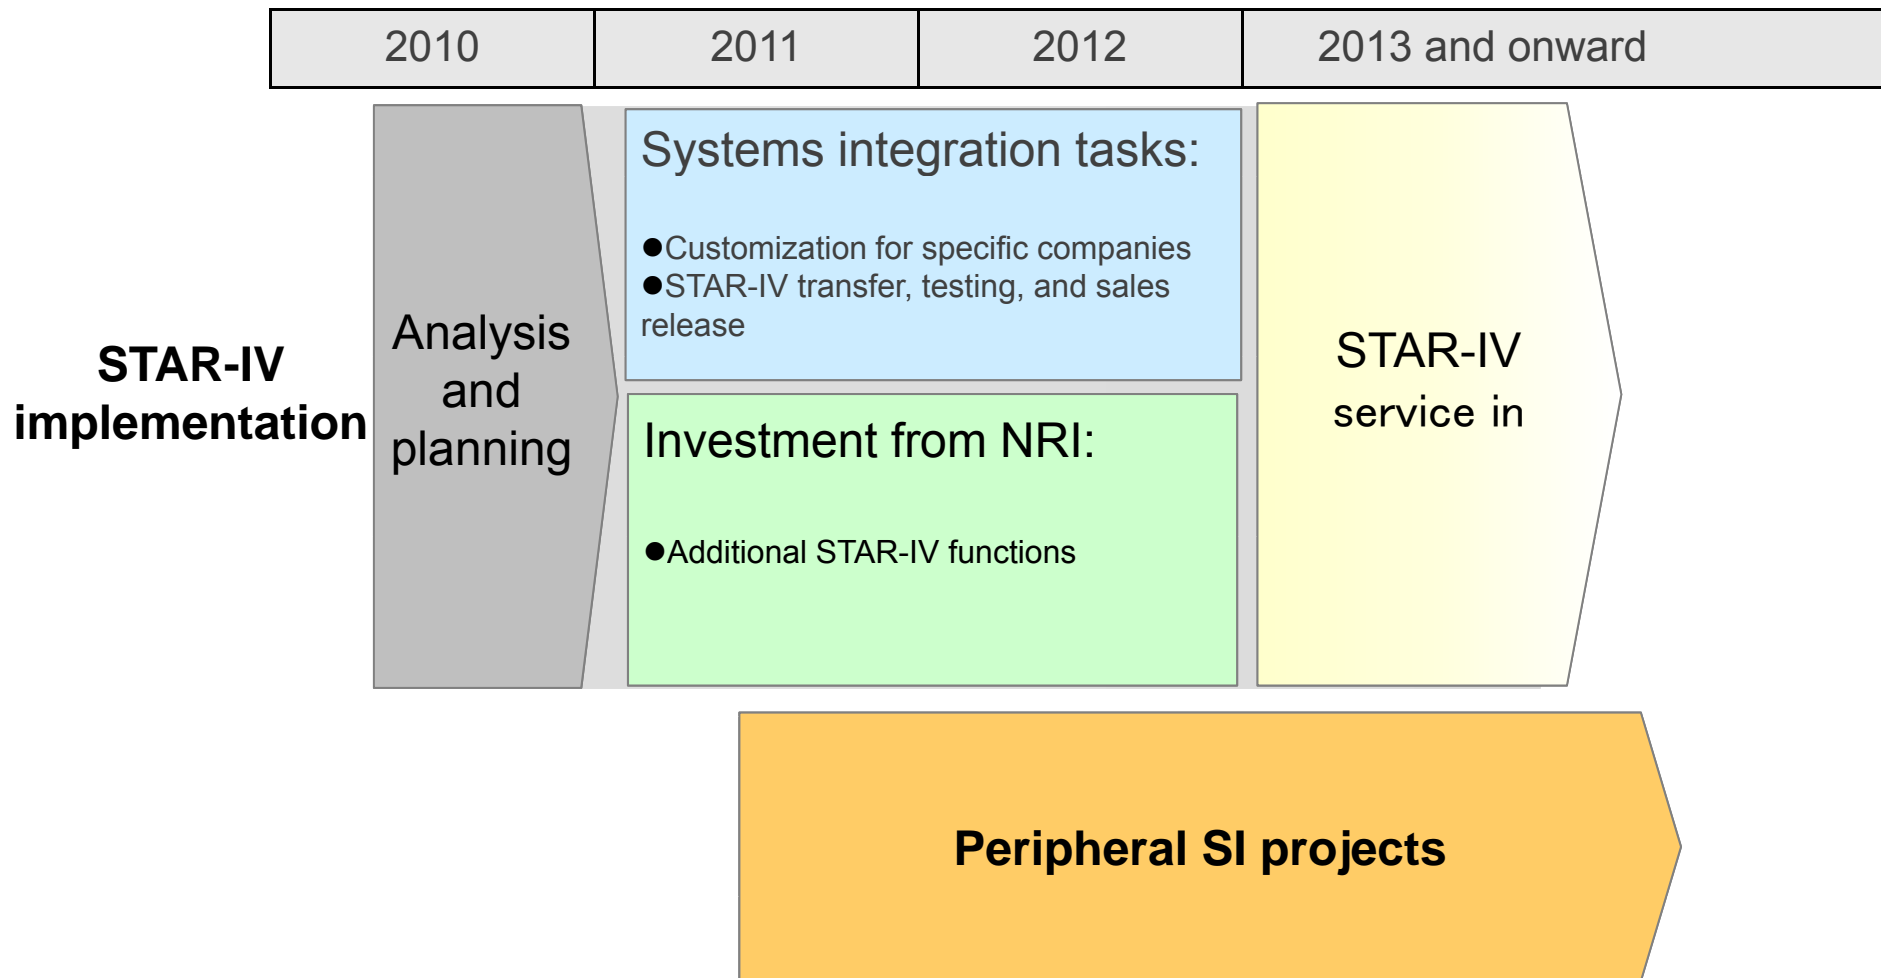 2010
2011
2012
2013 and onward
STAR-IV
implementation
Analysis
and
planning
Systems integration tasks:
●Customization for specific companies
●STAR-IV transfer, testing, and sales
release
Investment from NRI:
●Additional STAR-IV functions
STAR-IV
service in
Peripheral SI projects